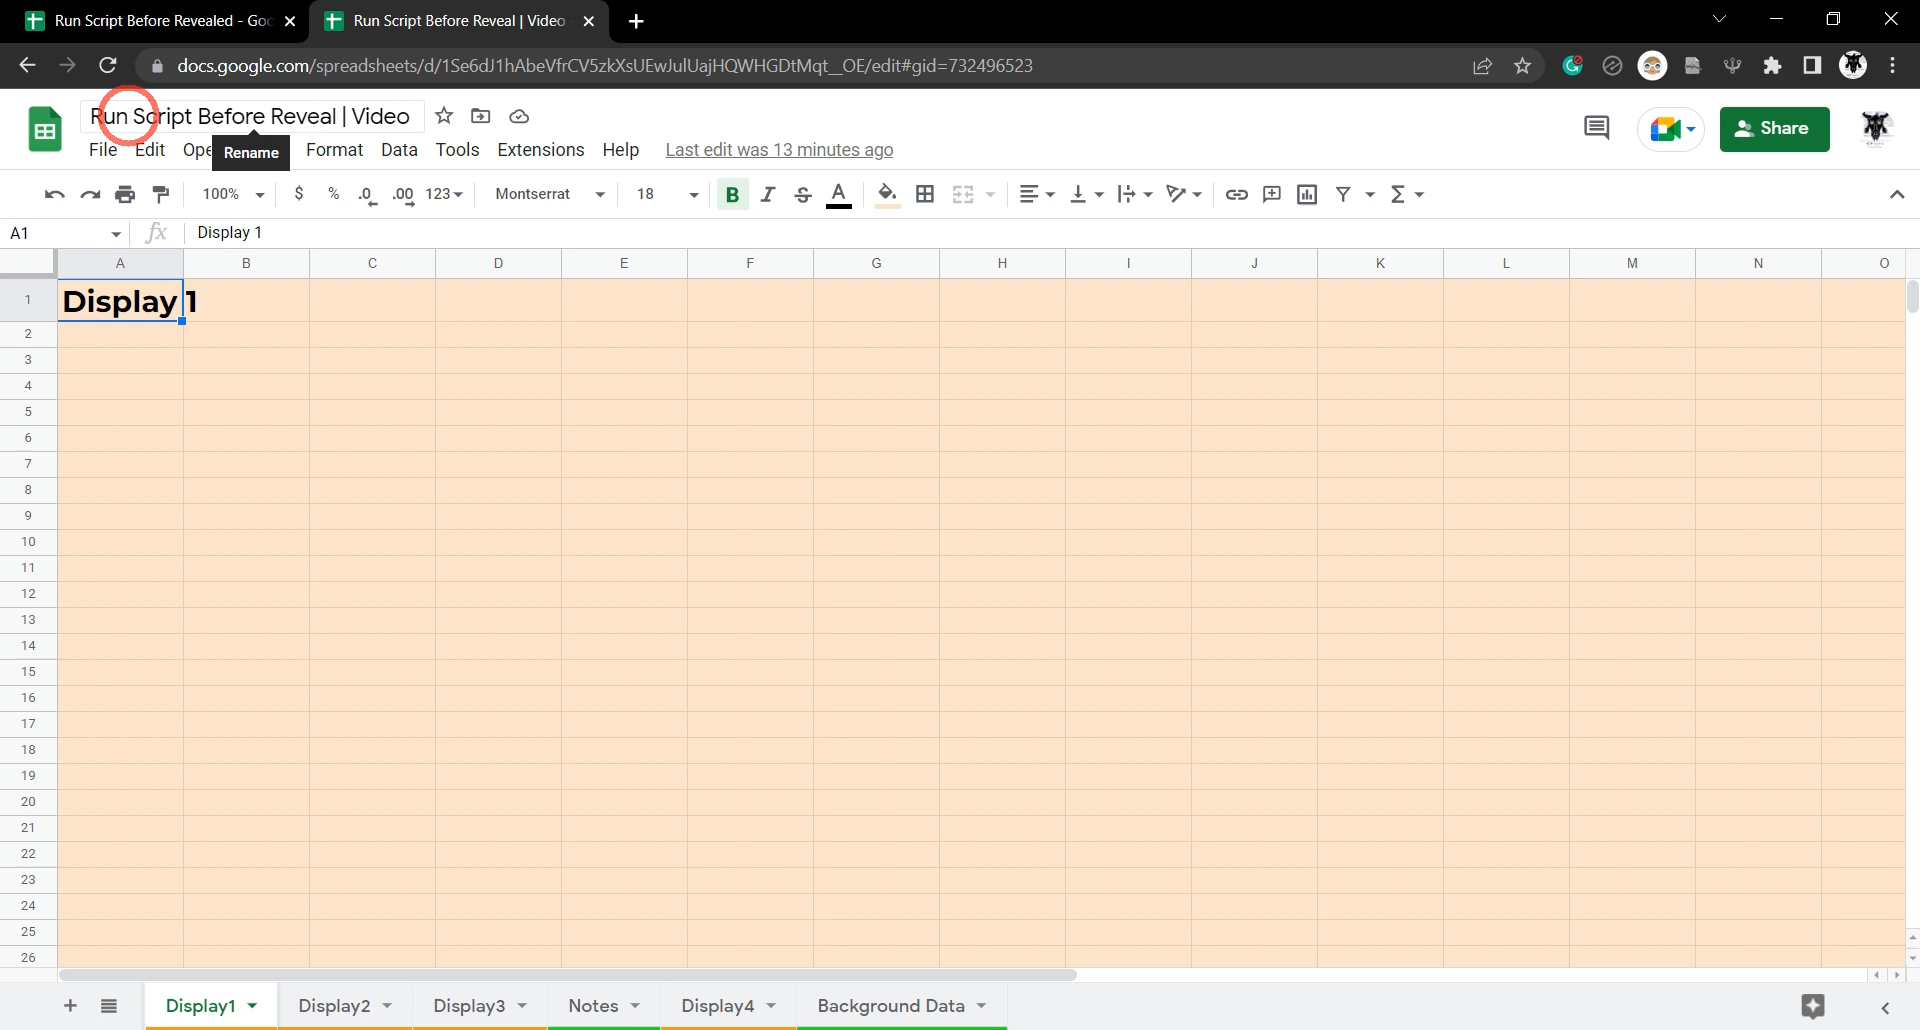 Run Script Before Revealed - Goo
Run Script Before Reveal | Video
docs.google.com/spreadsheets/d/1Se6dJ1hAbeVfrCV5zkXsUEwJulUajHQWHGDtMqt_OE/edit#gid=732496523
Run Script Before Reveal | Video
File Edit Ope Format Data Tools Extensions Help Last edit was 13 minutes ago
Rename
Share
100% $ % .0 .00 123 Montserrat 18 B I S A
A1 fx Display 1
A B C D E F G H I J K L M N O
1 Display 1
2
3
4
5
6
7
8
9
10
11
12
13
14
15
16
17
18
19
20
21
22
23
24
25
26
Display1 Display2 Display3 Notes Display4 Background Data